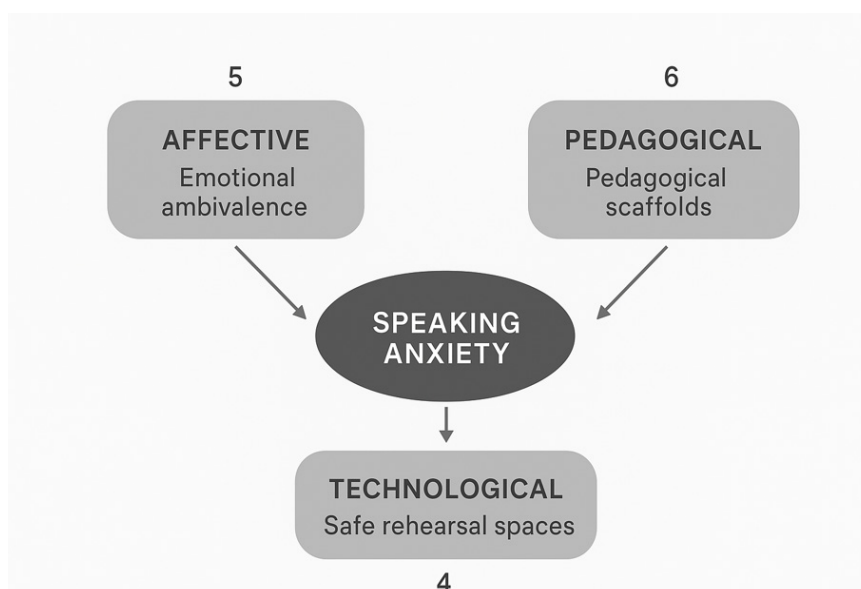 5
AFFECTIVE
Emotional
ambivalence
6
PEDAGOGICAL
Pedagogical
scaffolds
SPEAKING
ANXIETY
TECHNOLOGICAL
Safe rehearsal spaces
4